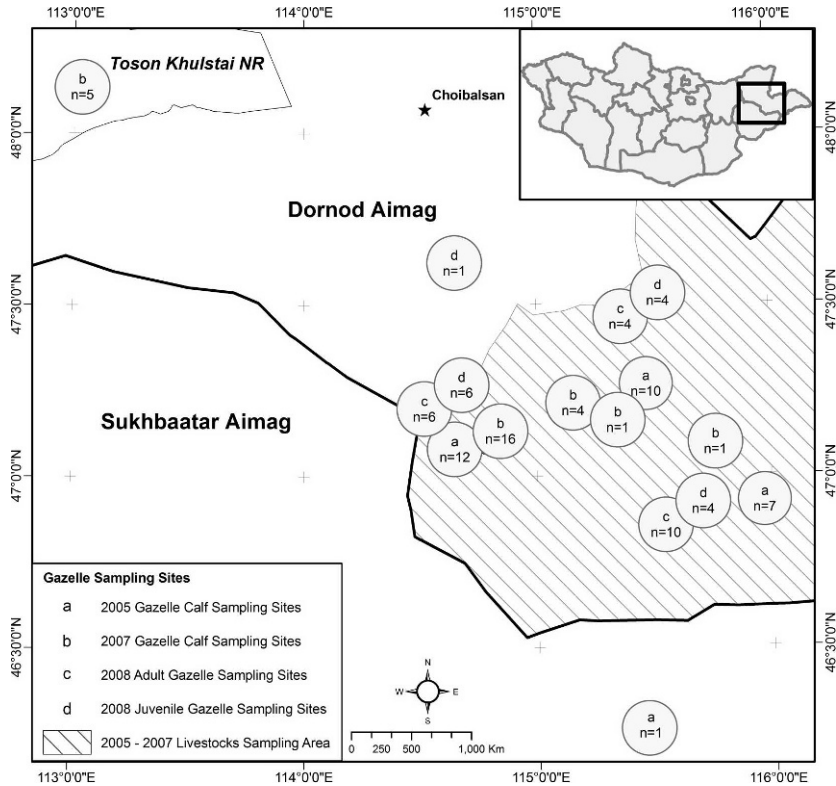 113°0'0"E 114°0'0"E 115°0'0"E 116°0'0"E
b
n=5
Toson Khulstai NR
Choibalsan
48°0'0"N 48°0'0"N
Dornod Aimag
d
n=1
d
n=4
c
n=4
47°30'0"N 47°30'0"N
d
n=6
a
n=10
c
n=6
b
n=4
b
n=1
Sukhbaatar Aimag
b
n=16
a
n=12
b
n=1
47°0'0"N 47°0'0"N
d
n=4
a
n=7
c
n=10
Gazelle Sampling Sites
a 2005 Gazelle Calf Sampling Sites
b 2007 Gazelle Calf Sampling Sites
c 2008 Adult Gazelle Sampling Sites
d 2008 Juvenile Gazelle Sampling Sites
2005 - 2007 Livestocks Sampling Area
46°30'0"N 46°30'0"N
N
W E
S
0 250 500 1,000 Km
a
n=1
113°0'0"E 114°0'0"E 115°0'0"E 116°0'0"E